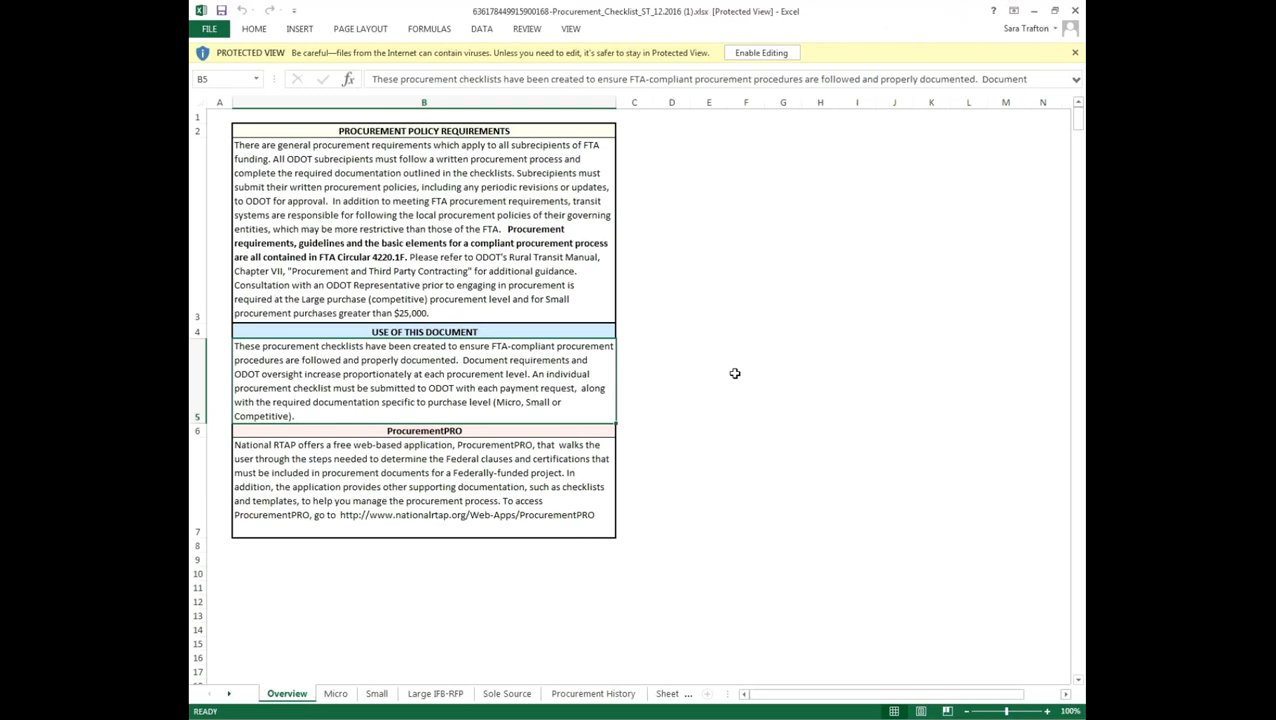 636178449915900168-Procurement_Checklist_ST_12.2016 (1).xlsx [Protected View] - Excel
FILE HOME INSERT PAGE LAYOUT FORMULAS DATA REVIEW VIEW Sara Trafton
PROTECTED VIEW Be careful—files from the Internet can contain viruses. Unless you need to edit, it's safer to stay in Protected View. Enable Editing
B5 fx These procurement checklists have been created to ensure FTA-compliant procurement procedures are followed and properly documented. Document
A B C D E F G H I J K L M N
1
2 PROCUREMENT POLICY REQUIREMENTS
There are general procurement requirements which apply to all subrecipients of FTA
funding. All ODOT subrecipients must follow a written procurement process and
complete the required documentation outlined in the checklists. Subrecipients must
submit their written procurement policies, including any periodic revisions or updates,
to ODOT for approval. In addition to meeting FTA procurement requirements, transit
systems are responsible for following the local procurement policies of their governing
entities, which may be more restrictive than those of the FTA. Procurement
requirements, guidelines and the basic elements for a compliant procurement process
are all contained in FTA Circular 4220.1F. Please refer to ODOT's Rural Transit Manual,
Chapter VII, "Procurement and Third Party Contracting" for additional guidance.
Consultation with an ODOT Representative prior to engaging in procurement is
required at the Large purchase (competitive) procurement level and for Small
3 procurement purchases greater than $25,000.
4 USE OF THIS DOCUMENT
These procurement checklists have been created to ensure FTA-compliant procurement
procedures are followed and properly documented. Document requirements and
ODOT oversight increase proportionately at each procurement level. An individual
procurement checklist must be submitted to ODOT with each payment request, along
with the required documentation specific to purchase level (Micro, Small or
5 Competitive).
6 ProcurementPRO
National RTAP offers a free web-based application, ProcurementPRO, that walks the
user through the steps needed to determine the Federal clauses and certifications that
must be included in procurement documents for a Federally-funded project. In
addition, the application provides other supporting documentation, such as checklists
and templates, to help you manage the procurement process. To access
ProcurementPRO, go to http://www.nationalrtap.org/Web-Apps/ProcurementPRO
7
8
9
10
11
12
13
14
15
16
17
Overview Micro Small Large IFB-RFP Sole Source Procurement History Sheet ...
READY 100%